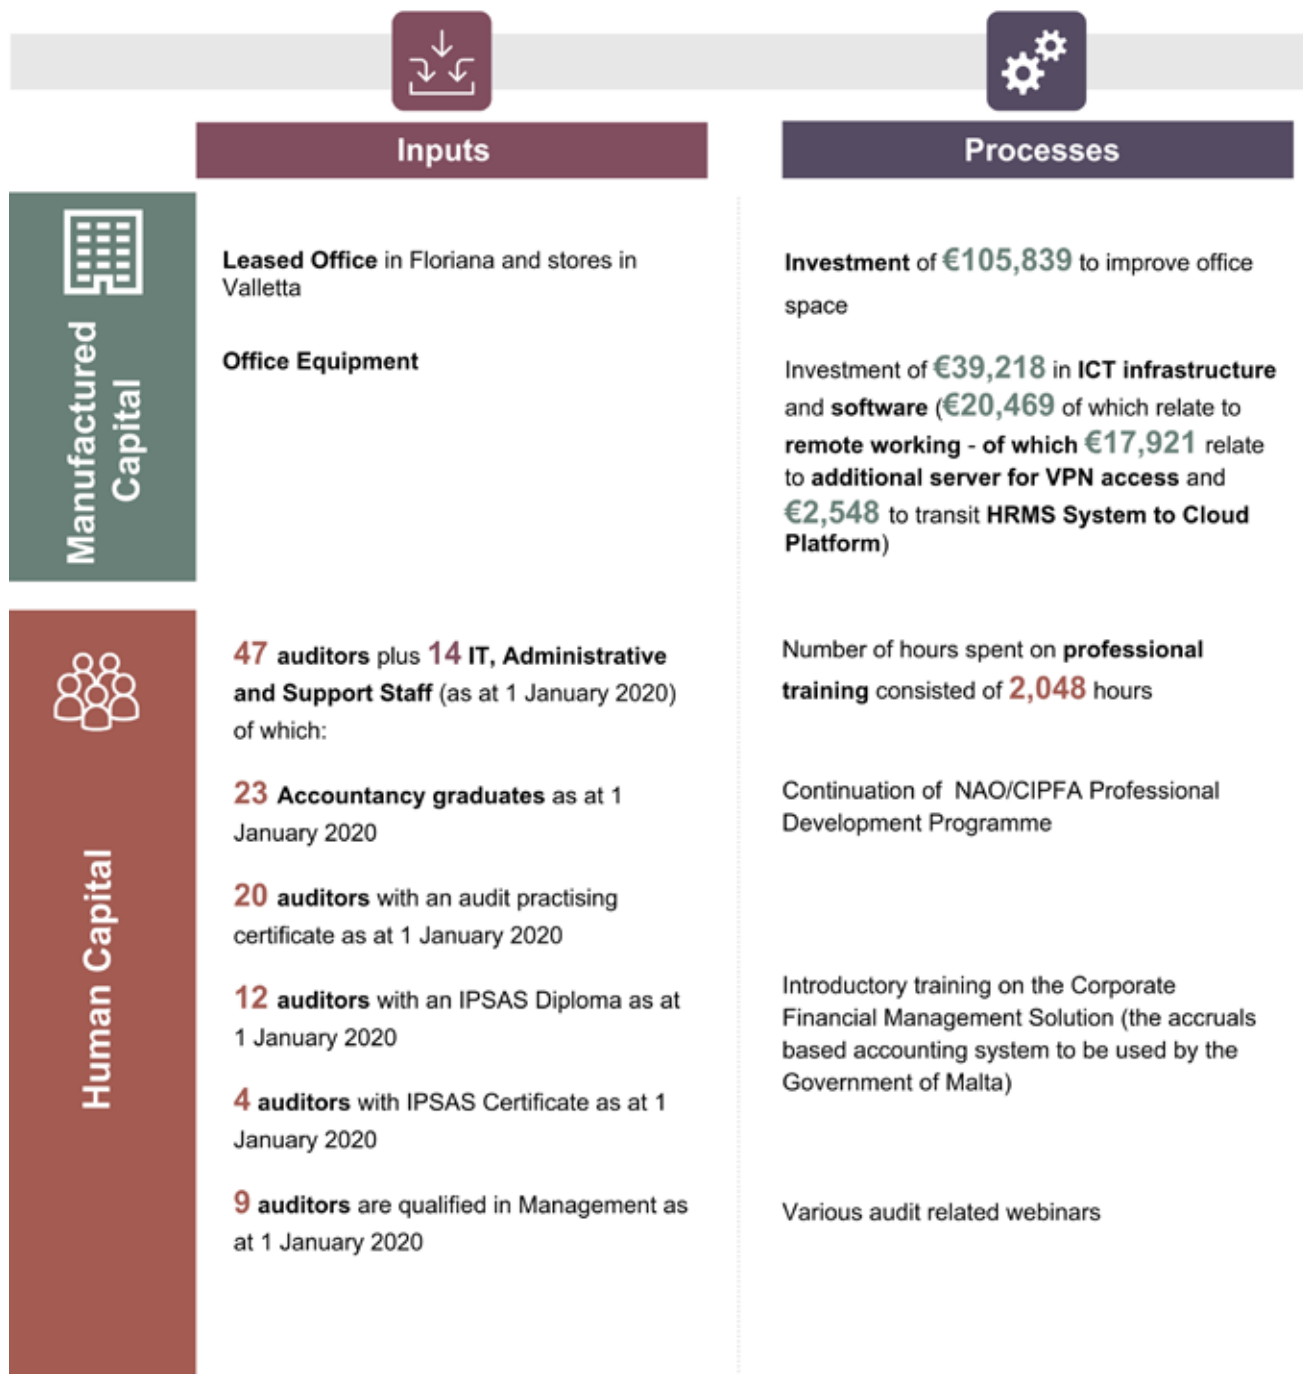 Inputs
Processes
Manufactured
Capital
Leased Office in Floriana and stores in
Valletta
Office Equipment
Investment of €105,839 to improve office
space
Investment of €39,218 in ICT infrastructure
and software (€20,469 of which relate to
remote working - of which €17,921 relate
to additional server for VPN access and
€2,548 to transit HRMS System to Cloud
Platform)
Human Capital
47 auditors plus 14 IT, Administrative
and Support Staff (as at 1 January 2020)
of which:
23 Accountancy graduates as at 1
January 2020
20 auditors with an audit practising
certificate as at 1 January 2020
12 auditors with an IPSAS Diploma as at
1 January 2020
4 auditors with IPSAS Certificate as at 1
January 2020
9 auditors are qualified in Management as
at 1 January 2020
Number of hours spent on professional
training consisted of 2,048 hours
Continuation of NAO/CIPFA Professional
Development Programme
Introductory training on the Corporate
Financial Management Solution (the accruals
based accounting system to be used by the
Government of Malta)
Various audit related webinars